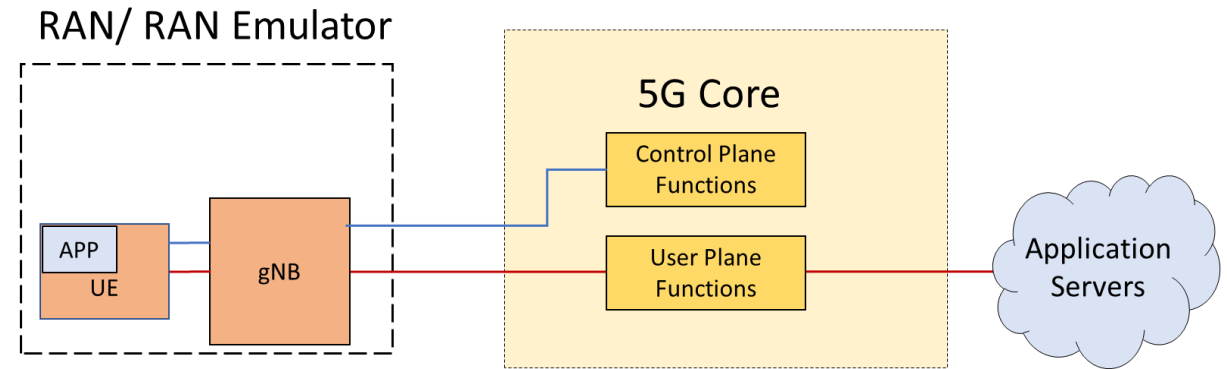 RAN/ RAN Emulator
5G Core
Control Plane
Functions
APP
UE
gNB
User Plane
Functions
Application
Servers